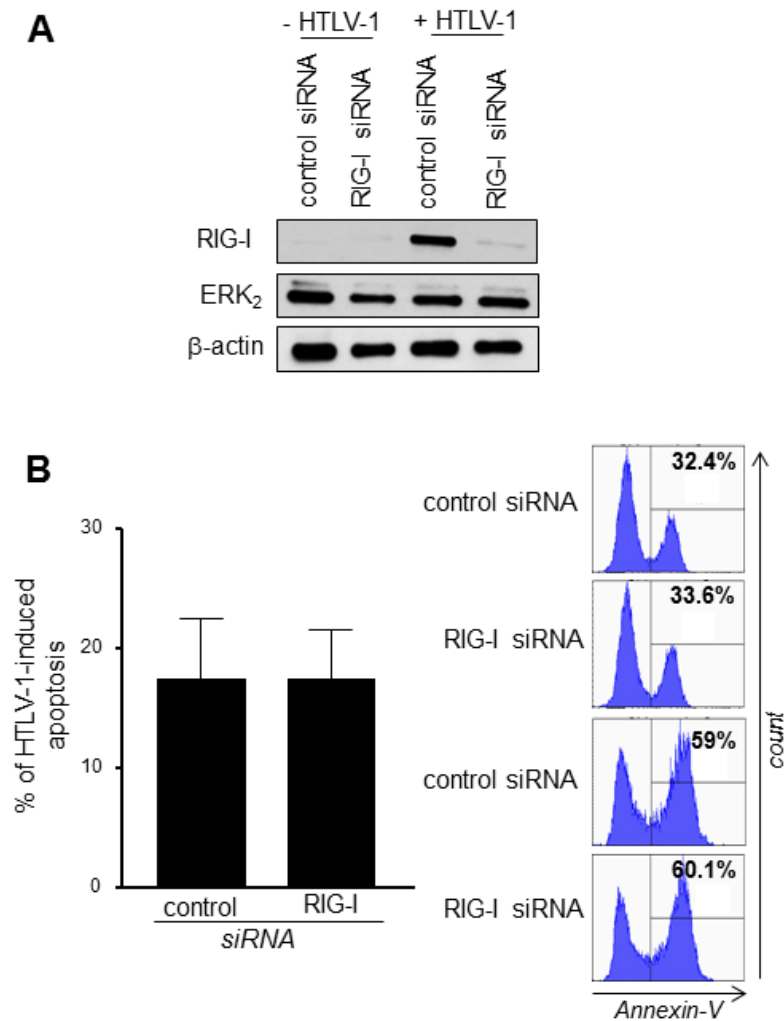 A
- HTLV-1 + HTLV-1
control siRNA
RIG-I siRNA
control siRNA
RIG-I siRNA
RIG-I
ERK₂
β-actin
B
% of HTLV-1-induced
apoptosis
30
20
10
0
control RIG-I
siRNA
control siRNA
32.4%
RIG-I siRNA
33.6%
control siRNA
59%
RIG-I siRNA
60.1%
count
Annexin-V